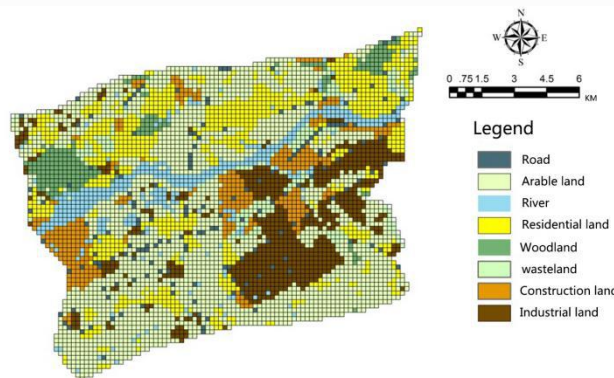 N
W E
S
0 .75 1.5 3 4.5 6
KM
Legend
Road
Arable land
River
Residential land
Woodland
wasteland
Construction land
Industrial land